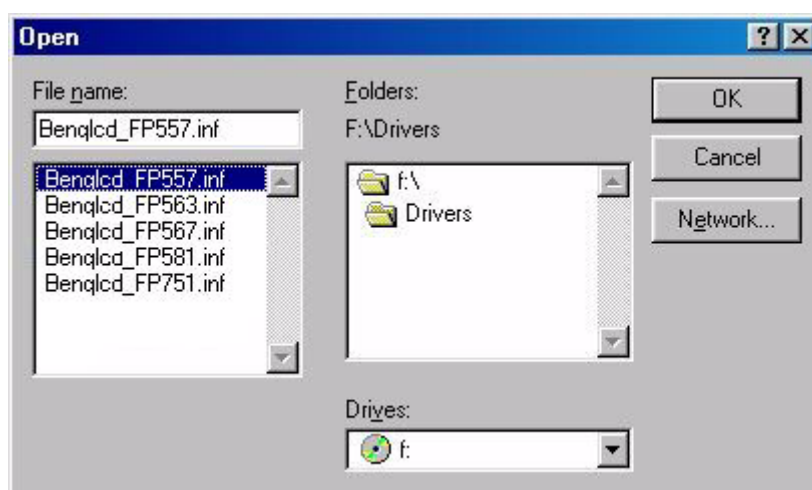 Open
File name:
Benqlcd_FP557.inf
Benqlcd_FP557.inf
Benqlcd_FP563.inf
Benqlcd_FP567.inf
Benqlcd_FP581.inf
Benqlcd_FP751.inf
Folders:
F:\Drivers
f:\
Drivers
Drives:
f:
OK
Cancel
Network...